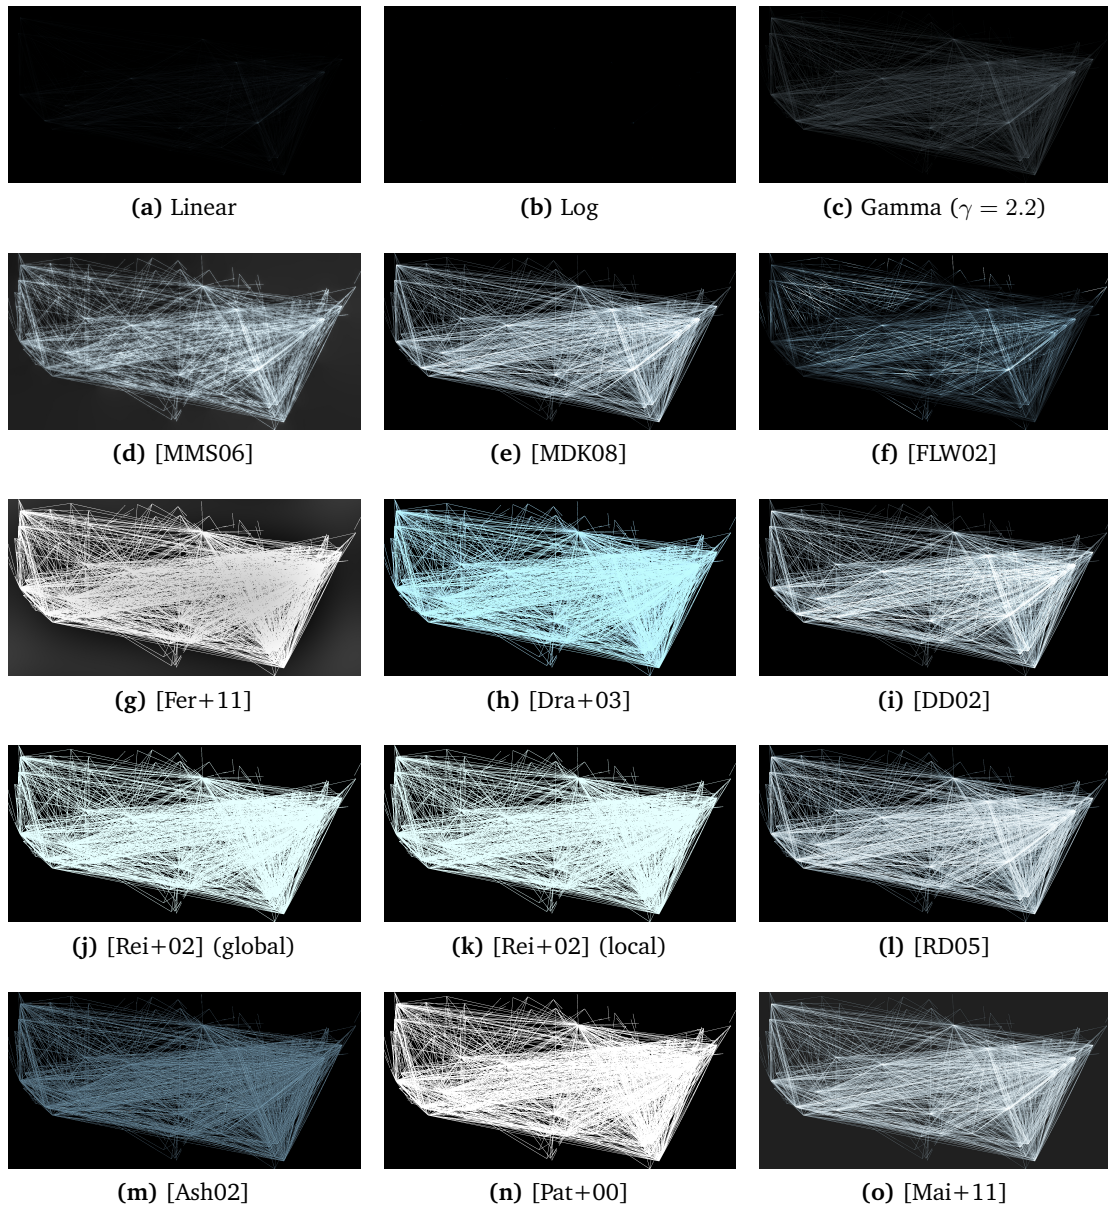 (a) Linear
(b) Log
(c) Gamma (γ = 2.2)
(d) [MMS06]
(e) [MDK08]
(f) [FLW02]
(g) [Fer+11]
(h) [Dra+03]
(i) [DD02]
(j) [Rei+02] (global)
(k) [Rei+02] (local)
(l) [RD05]
(m) [Ash02]
(n) [Pat+00]
(o) [Mai+11]